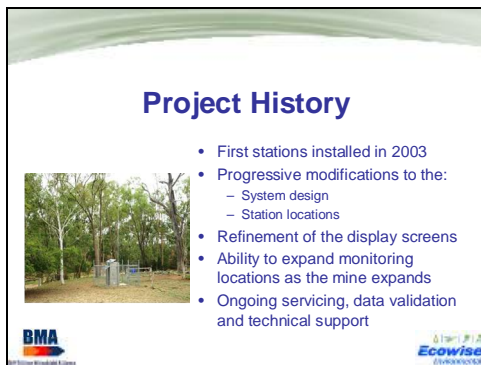 Project History
• First stations installed in 2003
• Progressive modifications to the:
– System design
– Station locations
• Refinement of the display screens
• Ability to expand monitoring
locations as the mine expands
• Ongoing servicing, data validation
and technical support
BMA
Ecowise